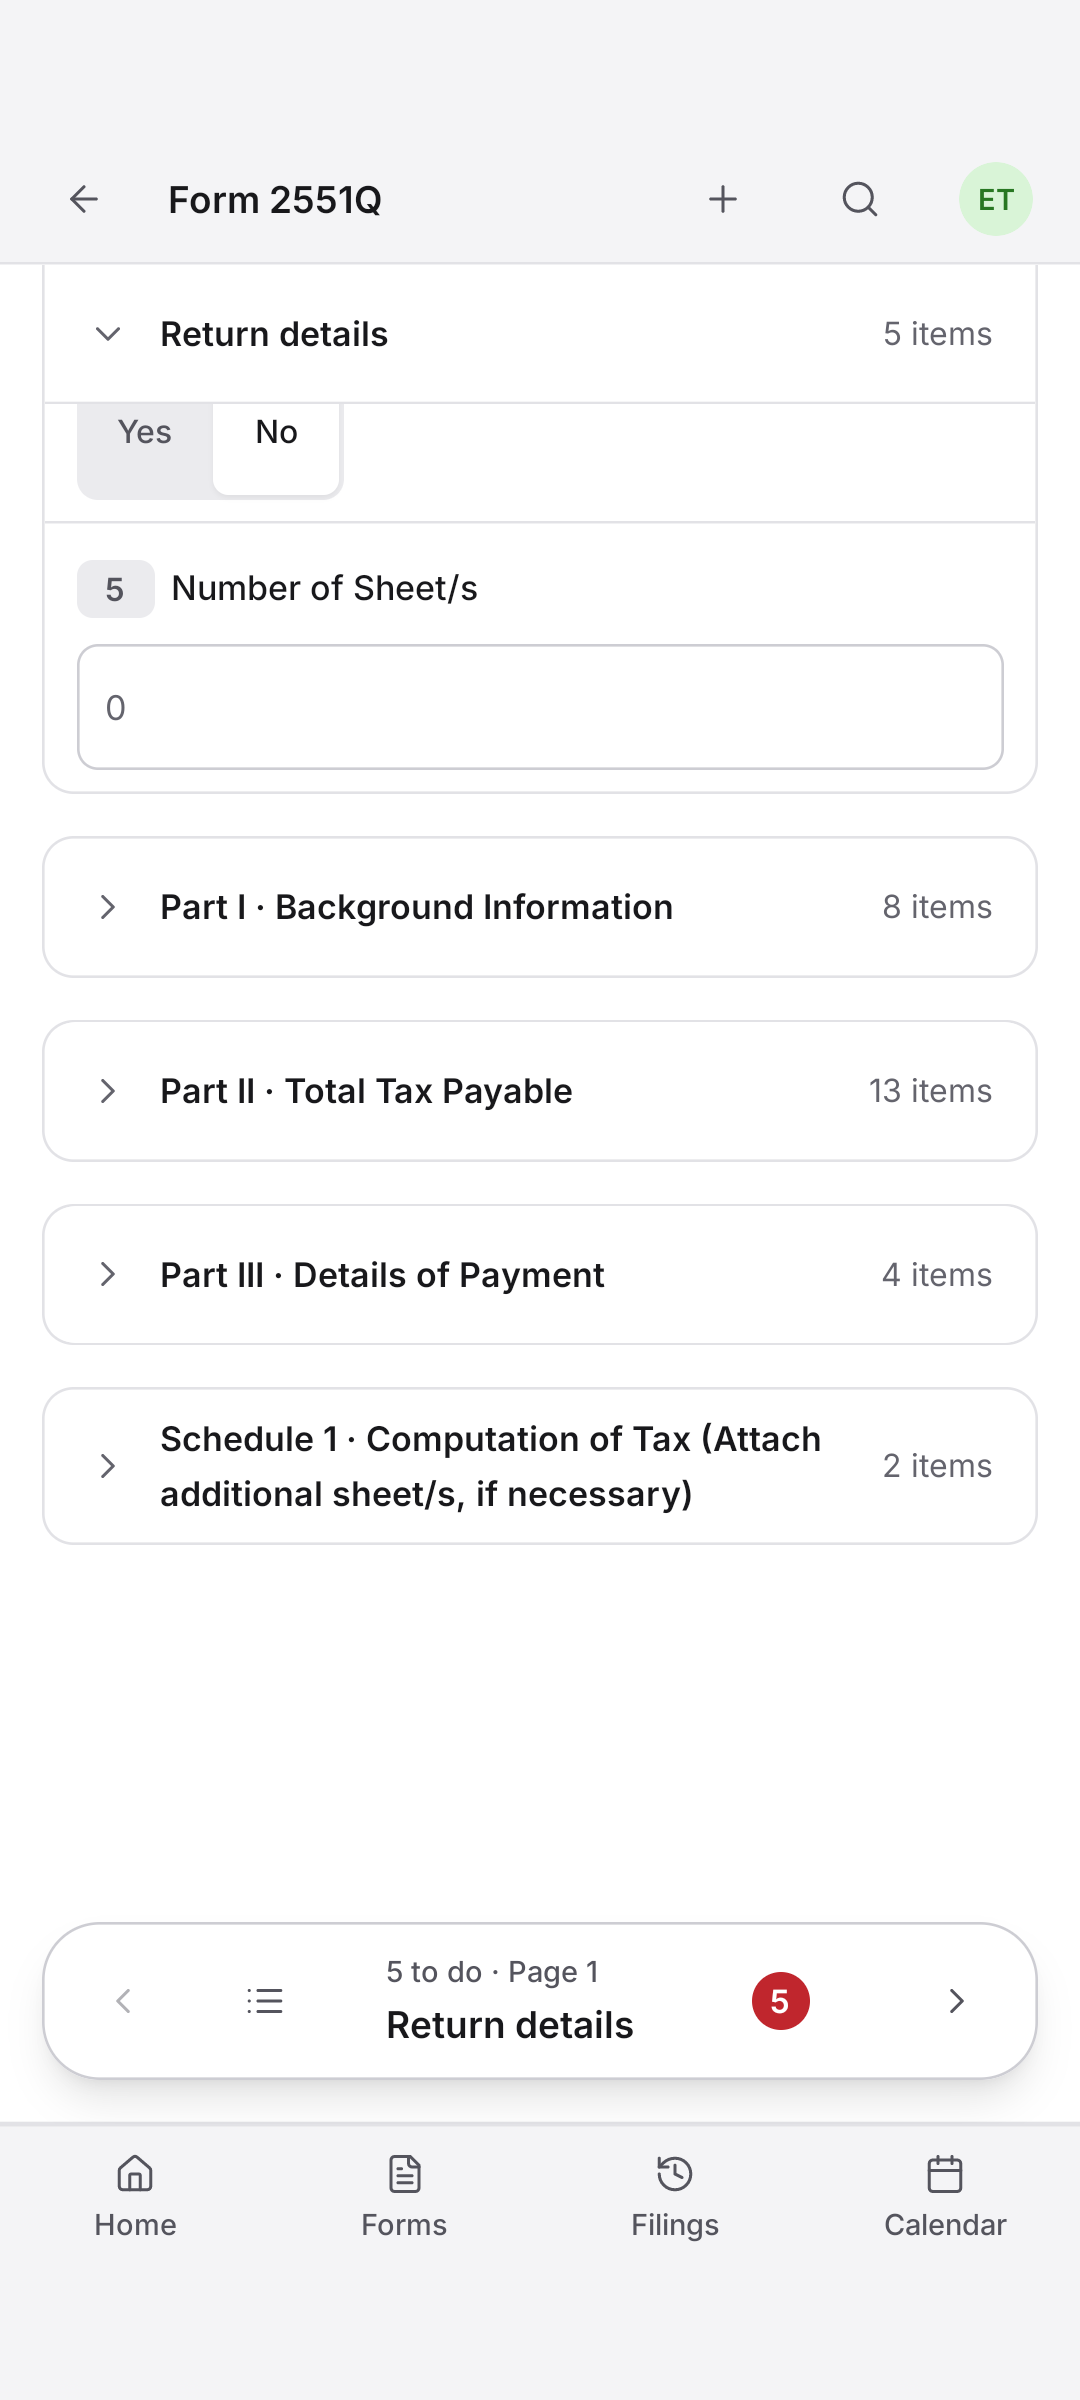 Form 2551Q
ET
Return details
5 items
Yes
No
5
Number of Sheet/s
0
Part I · Background Information
8 items
Part II · Total Tax Payable
13 items
Part III · Details of Payment
4 items
Schedule 1 · Computation of Tax (Attach
additional sheet/s, if necessary)
2 items
5 to do · Page 1
Return details
5
Home
Forms
Filings
Calendar